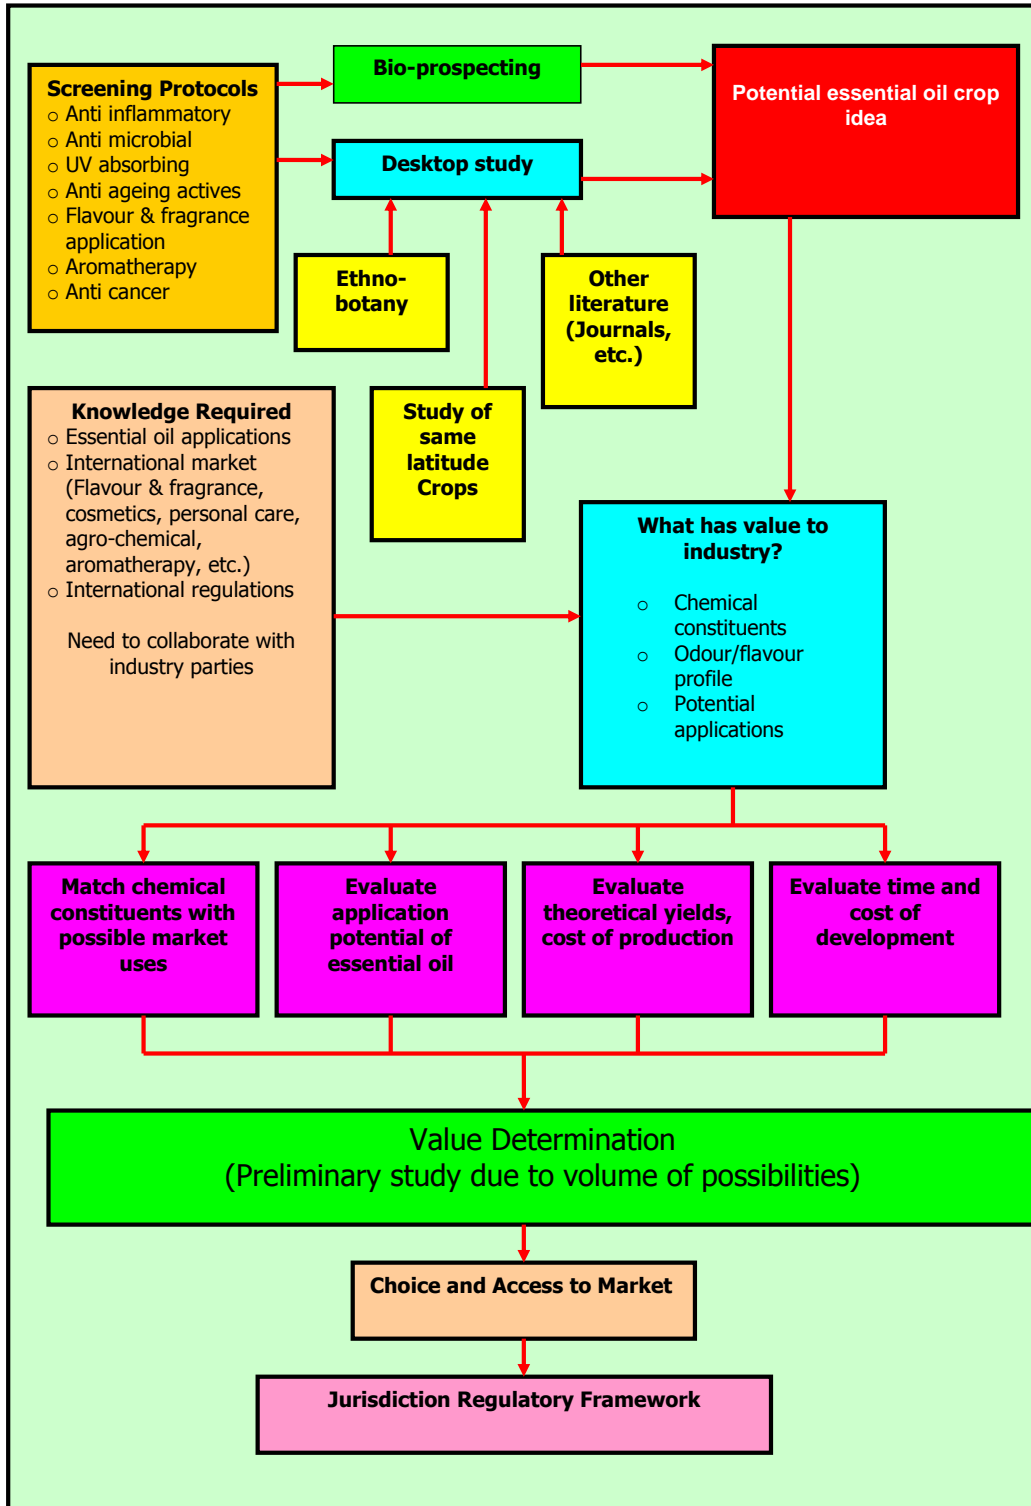 Screening Protocols
o Anti inflammatory
o Anti microbial
o UV absorbing
o Anti ageing actives
o Flavour & fragrance
application
o Aromatherapy
o Anti cancer
Bio-prospecting
Desktop study
Potential essential oil crop
idea
Ethno-
botany
Other
literature
(Journals,
etc.)
Study of
same
latitude
Crops
Knowledge Required
o Essential oil applications
o International market
(Flavour & fragrance,
cosmetics, personal care,
agro-chemical,
aromatherapy, etc.)
o International regulations
Need to collaborate with
industry parties
What has value to
industry?
o Chemical
constituents
o Odour/flavour
profile
o Potential
applications
Match chemical
constituents with
possible market
uses
Evaluate
application
potential of
essential oil
Evaluate
theoretical yields,
cost of production
Evaluate time and
cost of
development
Value Determination
(Preliminary study due to volume of possibilities)
Choice and Access to Market
Jurisdiction Regulatory Framework